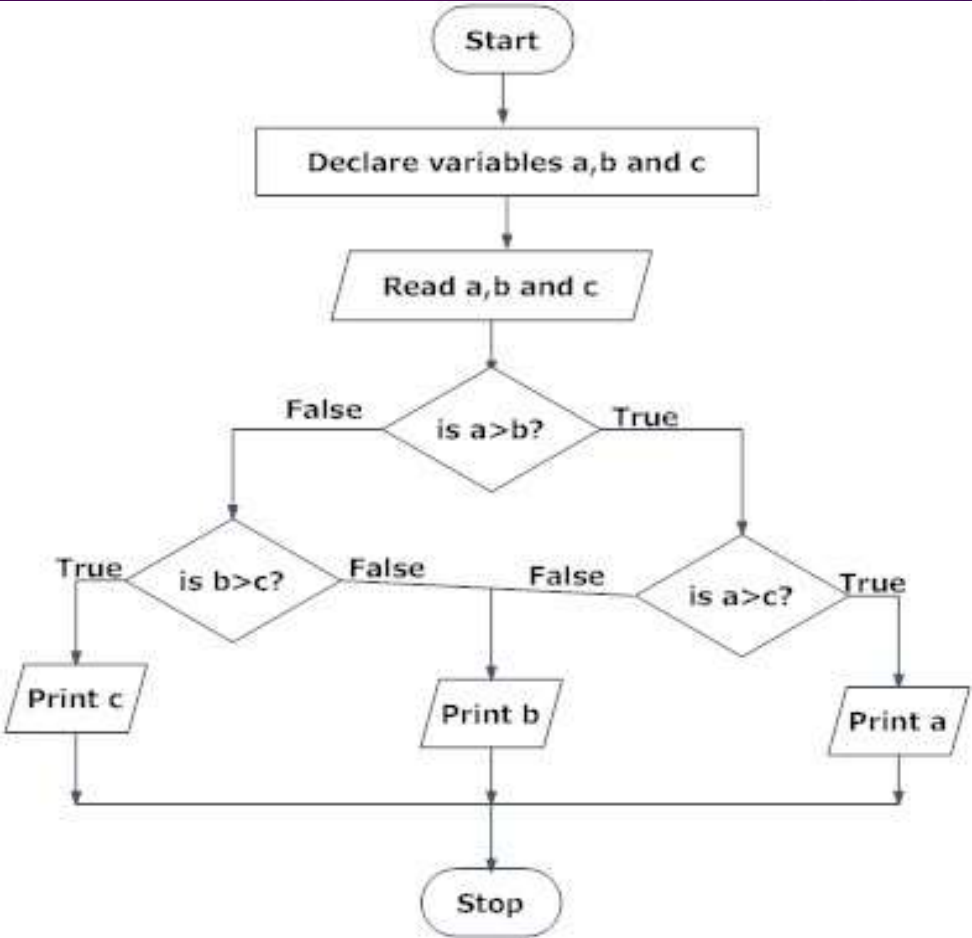 Start
Declare variables a,b and c
Read a,b and c
False
True
is a>b?
True
is b>c?
False
False
is a>c?
True
Print c
Print b
Print a
Stop